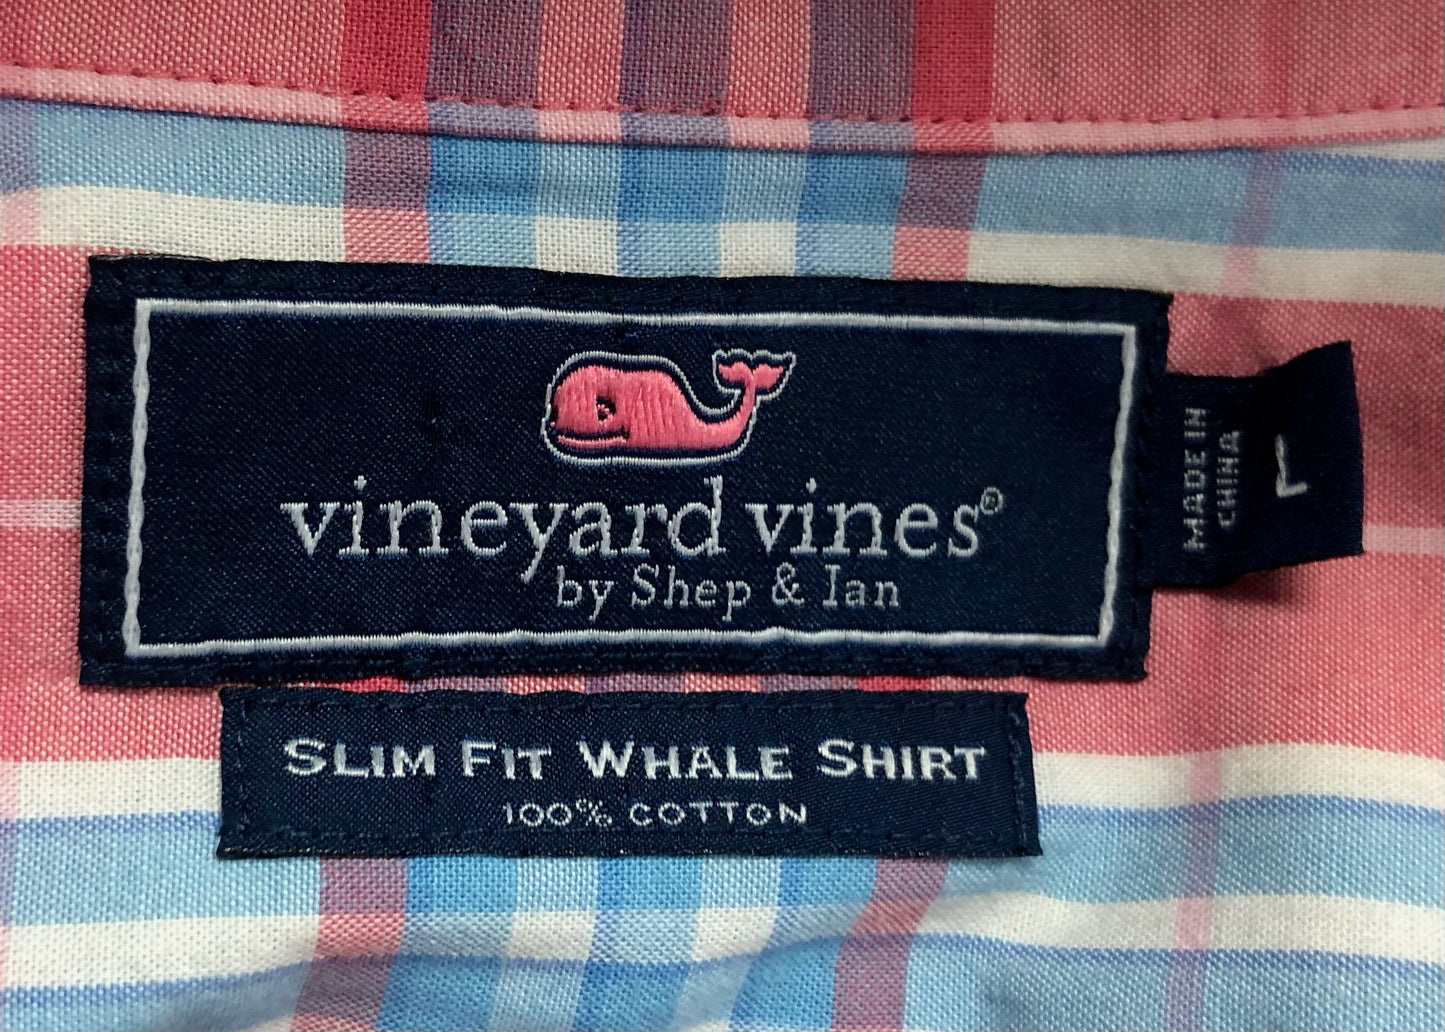 vineyard vines®
by Shep & Ian
SLIM FIT WHALE SHIRT
100% COTTON
MADE IN
CHINA
L